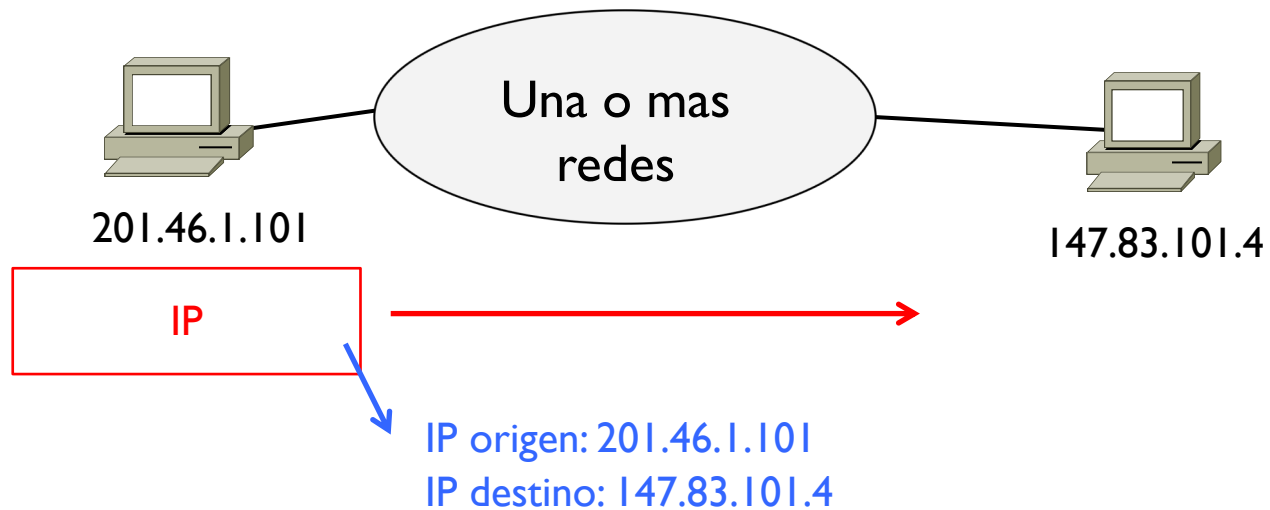 Una o mas
redes
201.46.1.101
147.83.101.4
IP
IP origen: 201.46.1.101
IP destino: 147.83.101.4